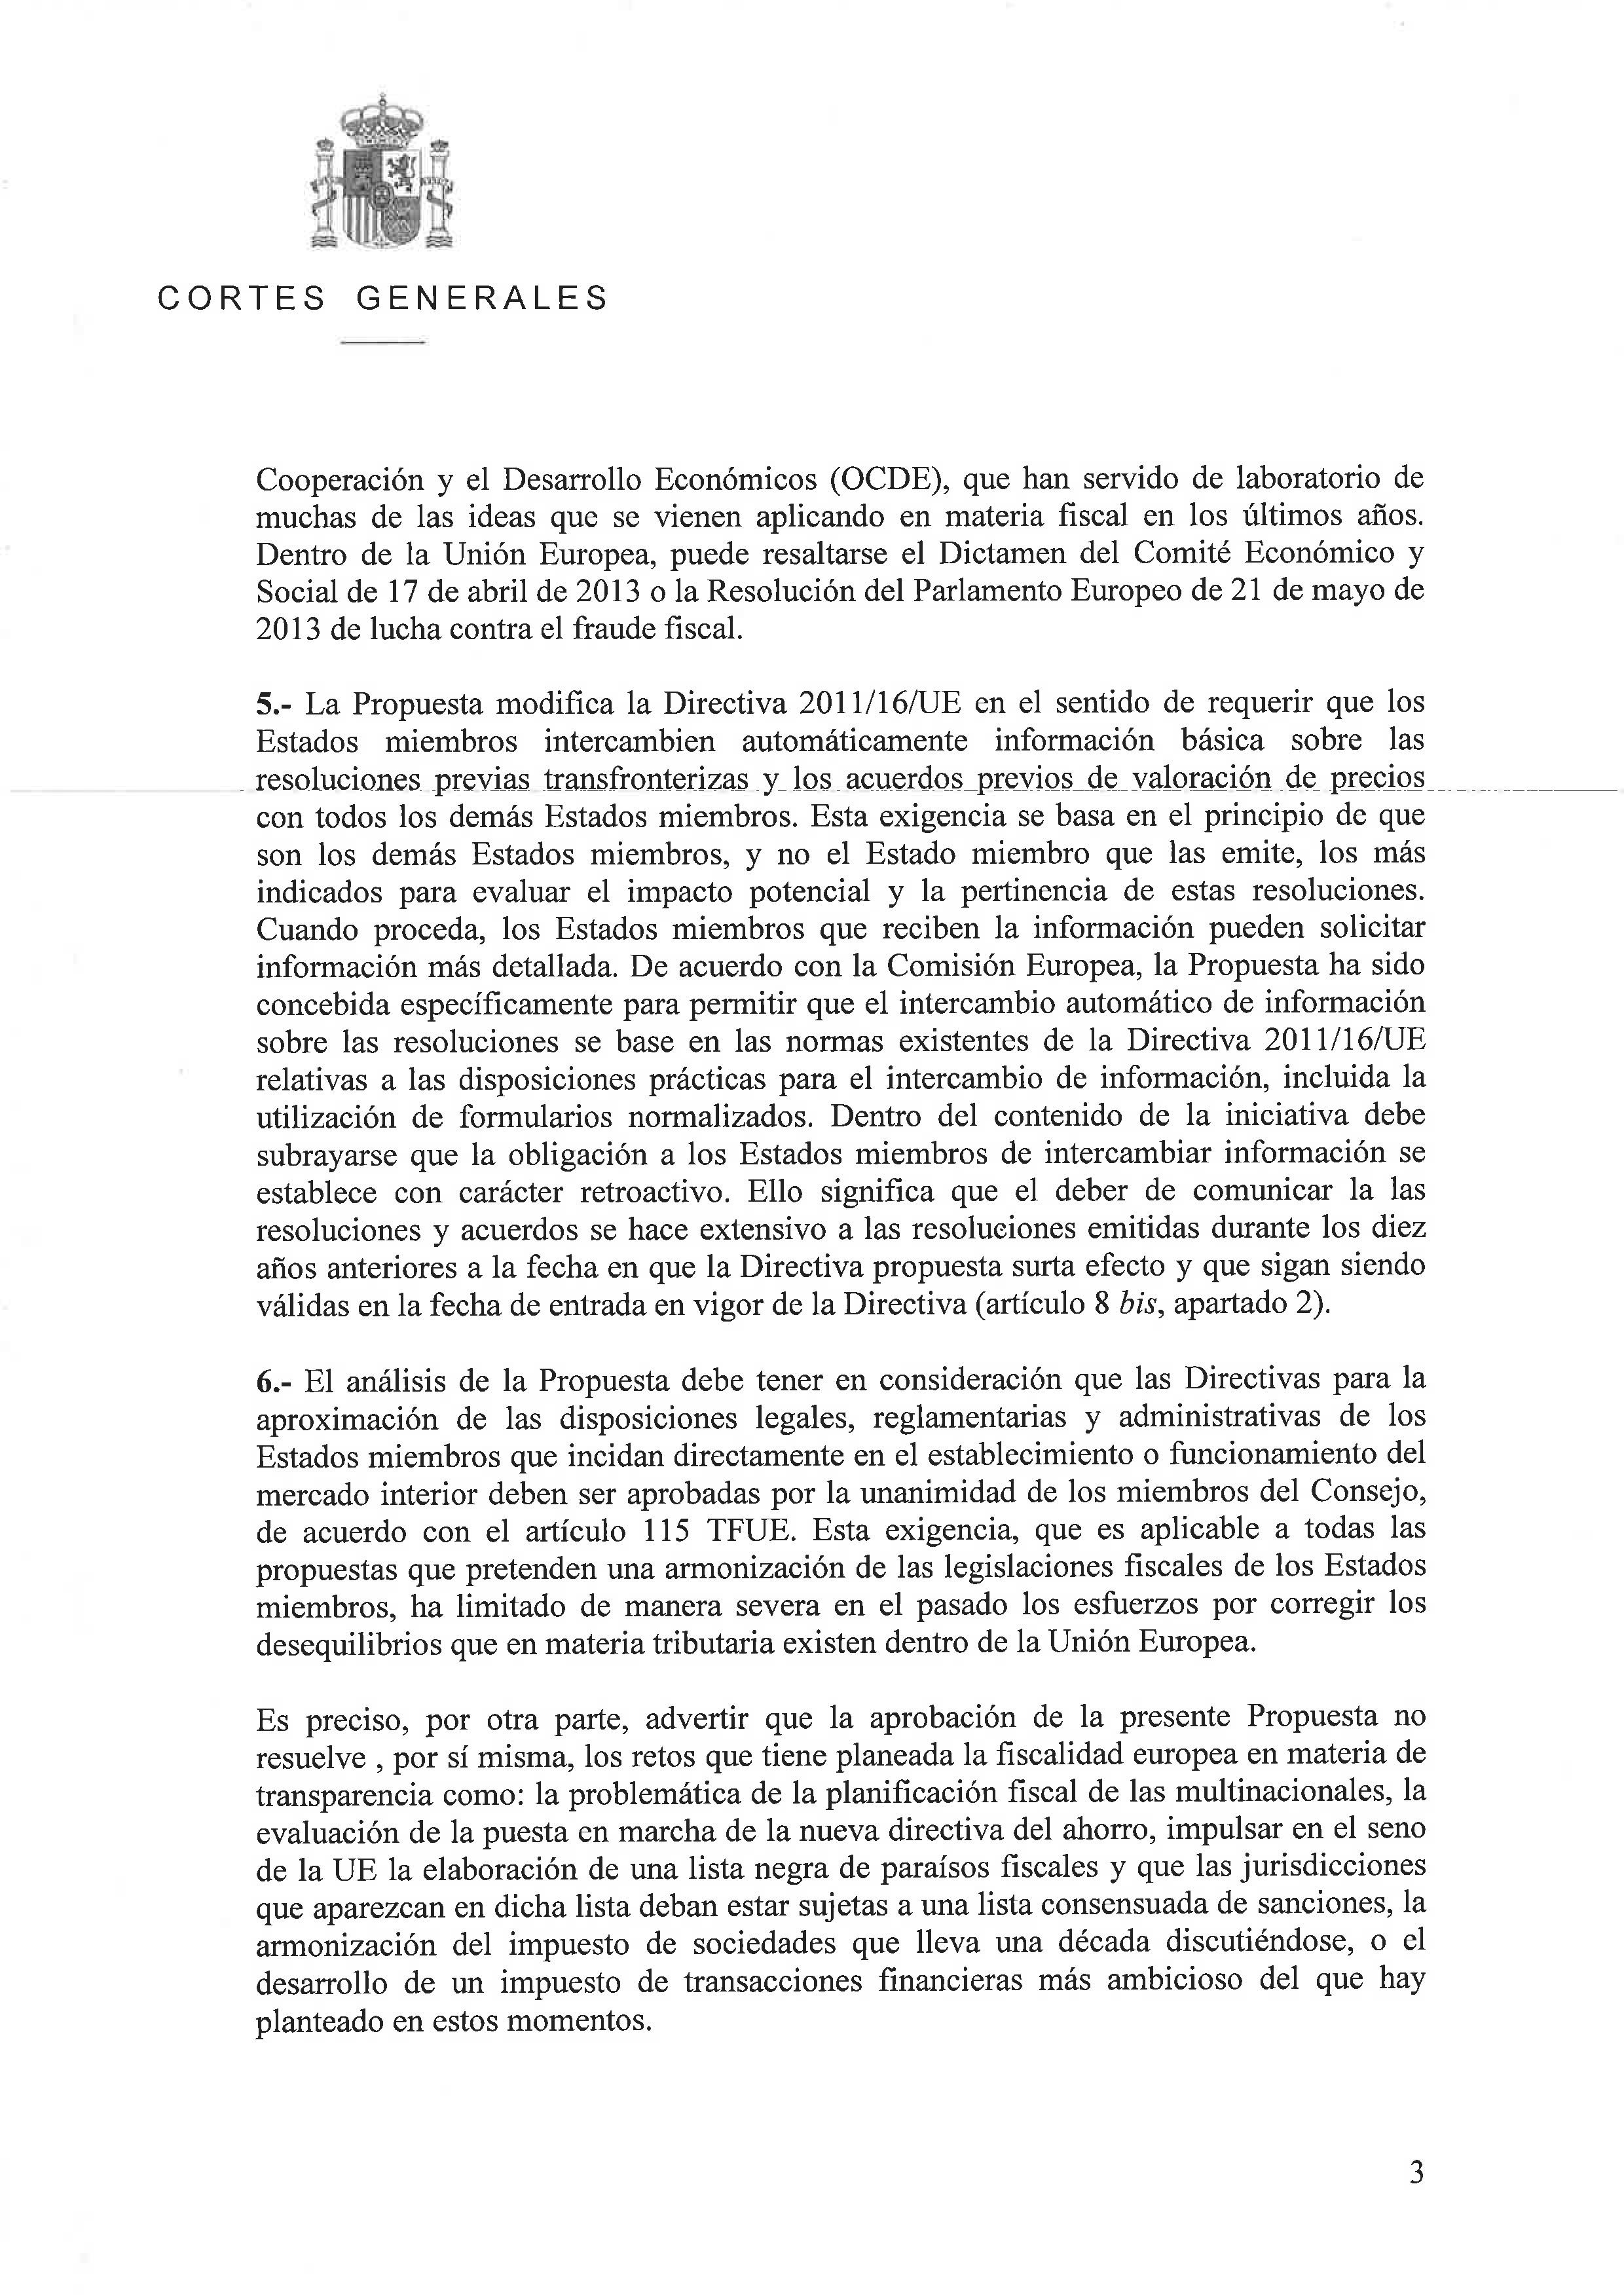 CORTES GENERALES
Cooperación y el Desarrollo Económicos (OCDE), que han servido de laboratorio de
muchas de las ideas que se vienen aplicando en materia fiscal en los últimos años.
Dentro de la Unión Europea, puede resaltarse el Dictamen del Comité Económico y
Social de 17 de abril de 2013 o la Resolución del Parlamento Europeo de 21 de mayo de
2013 de lucha contra el fraude fiscal.
5.- La Propuesta modifica la Directiva 2011/16/UE en el sentido de requerir que los
Estados miembros intercambien automáticamente información básica sobre las
resoluciones previas transfronterizas y los acuerdos previos de valoración de precios
con todos los demás Estados miembros. Esta exigencia se basa en el principio de que
son los demás Estados miembros, y no el Estado miembro que las emite, los más
indicados para evaluar el impacto potencial y la pertinencia de estas resoluciones.
Cuando proceda, los Estados miembros que reciben la información pueden solicitar
información más detallada. De acuerdo con la Comisión Europea, la Propuesta ha sido
concebida específicamente para permitir que el intercambio automático de información
sobre las resoluciones se base en las normas existentes de la Directiva 2011/16/UE
relativas a las disposiciones prácticas para el intercambio de información, incluida la
utilización de formularios normalizados. Dentro del contenido de la iniciativa debe
subrayarse que la obligación a los Estados miembros de intercambiar información se
establece con carácter retroactivo. Ello significa que el deber de comunicar la las
resoluciones y acuerdos se hace extensivo a las resoluciones emitidas durante los diez
años anteriores a la fecha en que la Directiva propuesta surta efecto y que sigan siendo
válidas en la fecha de entrada en vigor de la Directiva (artículo 8 bis, apartado 2).
6.- El análisis de la Propuesta debe tener en consideración que las Directivas para la
aproximación de las disposiciones legales, reglamentarias y administrativas de los
Estados miembros que incidan directamente en el establecimiento o funcionamiento del
mercado interior deben ser aprobadas por la unanimidad de los miembros del Consejo,
de acuerdo con el artículo 115 TFUE. Esta exigencia, que es aplicable a todas las
propuestas que pretenden una armonización de las legislaciones fiscales de los Estados
miembros, ha limitado de manera severa en el pasado los esfuerzos por corregir los
desequilibrios que en materia tributaria existen dentro de la Unión Europea.
Es preciso, por otra parte, advertir que la aprobación de la presente Propuesta no
resuelve , por sí misma, los retos que tiene planeada la fiscalidad europea en materia de
transparencia como: la problemática de la planificación fiscal de las multinacionales, la
evaluación de la puesta en marcha de la nueva directiva del ahorro, impulsar en el seno
de la UE la elaboración de una lista negra de paraísos fiscales y que las jurisdicciones
que aparezcan en dicha lista deban estar sujetas a una lista consensuada de sanciones, la
armonización del impuesto de sociedades que lleva una década discutiéndose, o el
desarrollo de un impuesto de transacciones financieras más ambicioso del que hay
planteado en estos momentos.
3